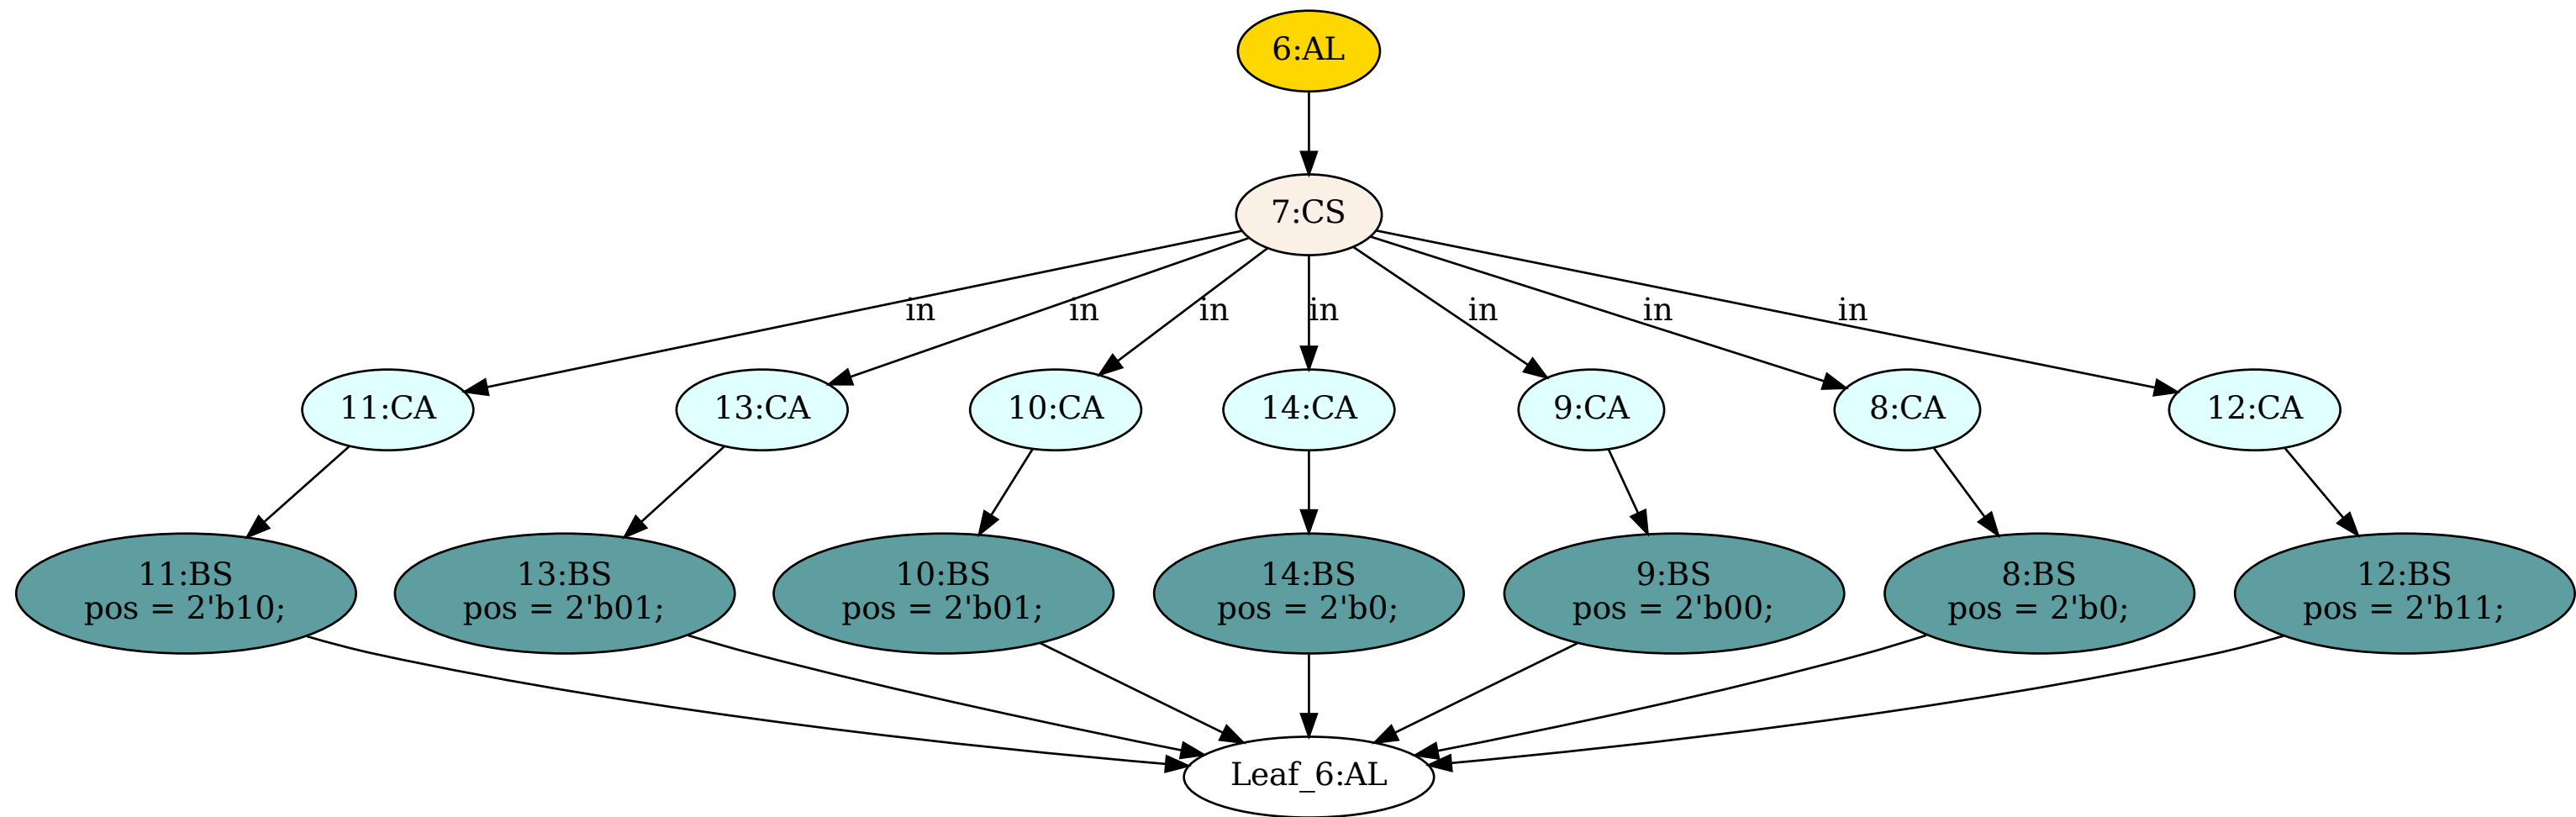 6:AL
7:CS
in in in in in in in
11:CA 13:CA 10:CA 14:CA 9:CA 8:CA 12:CA
11:BS
pos = 2'b10;
13:BS
pos = 2'b01;
10:BS
pos = 2'b01;
14:BS
pos = 2'b0;
9:BS
pos = 2'b00;
8:BS
pos = 2'b0;
12:BS
pos = 2'b11;
Leaf_6:AL